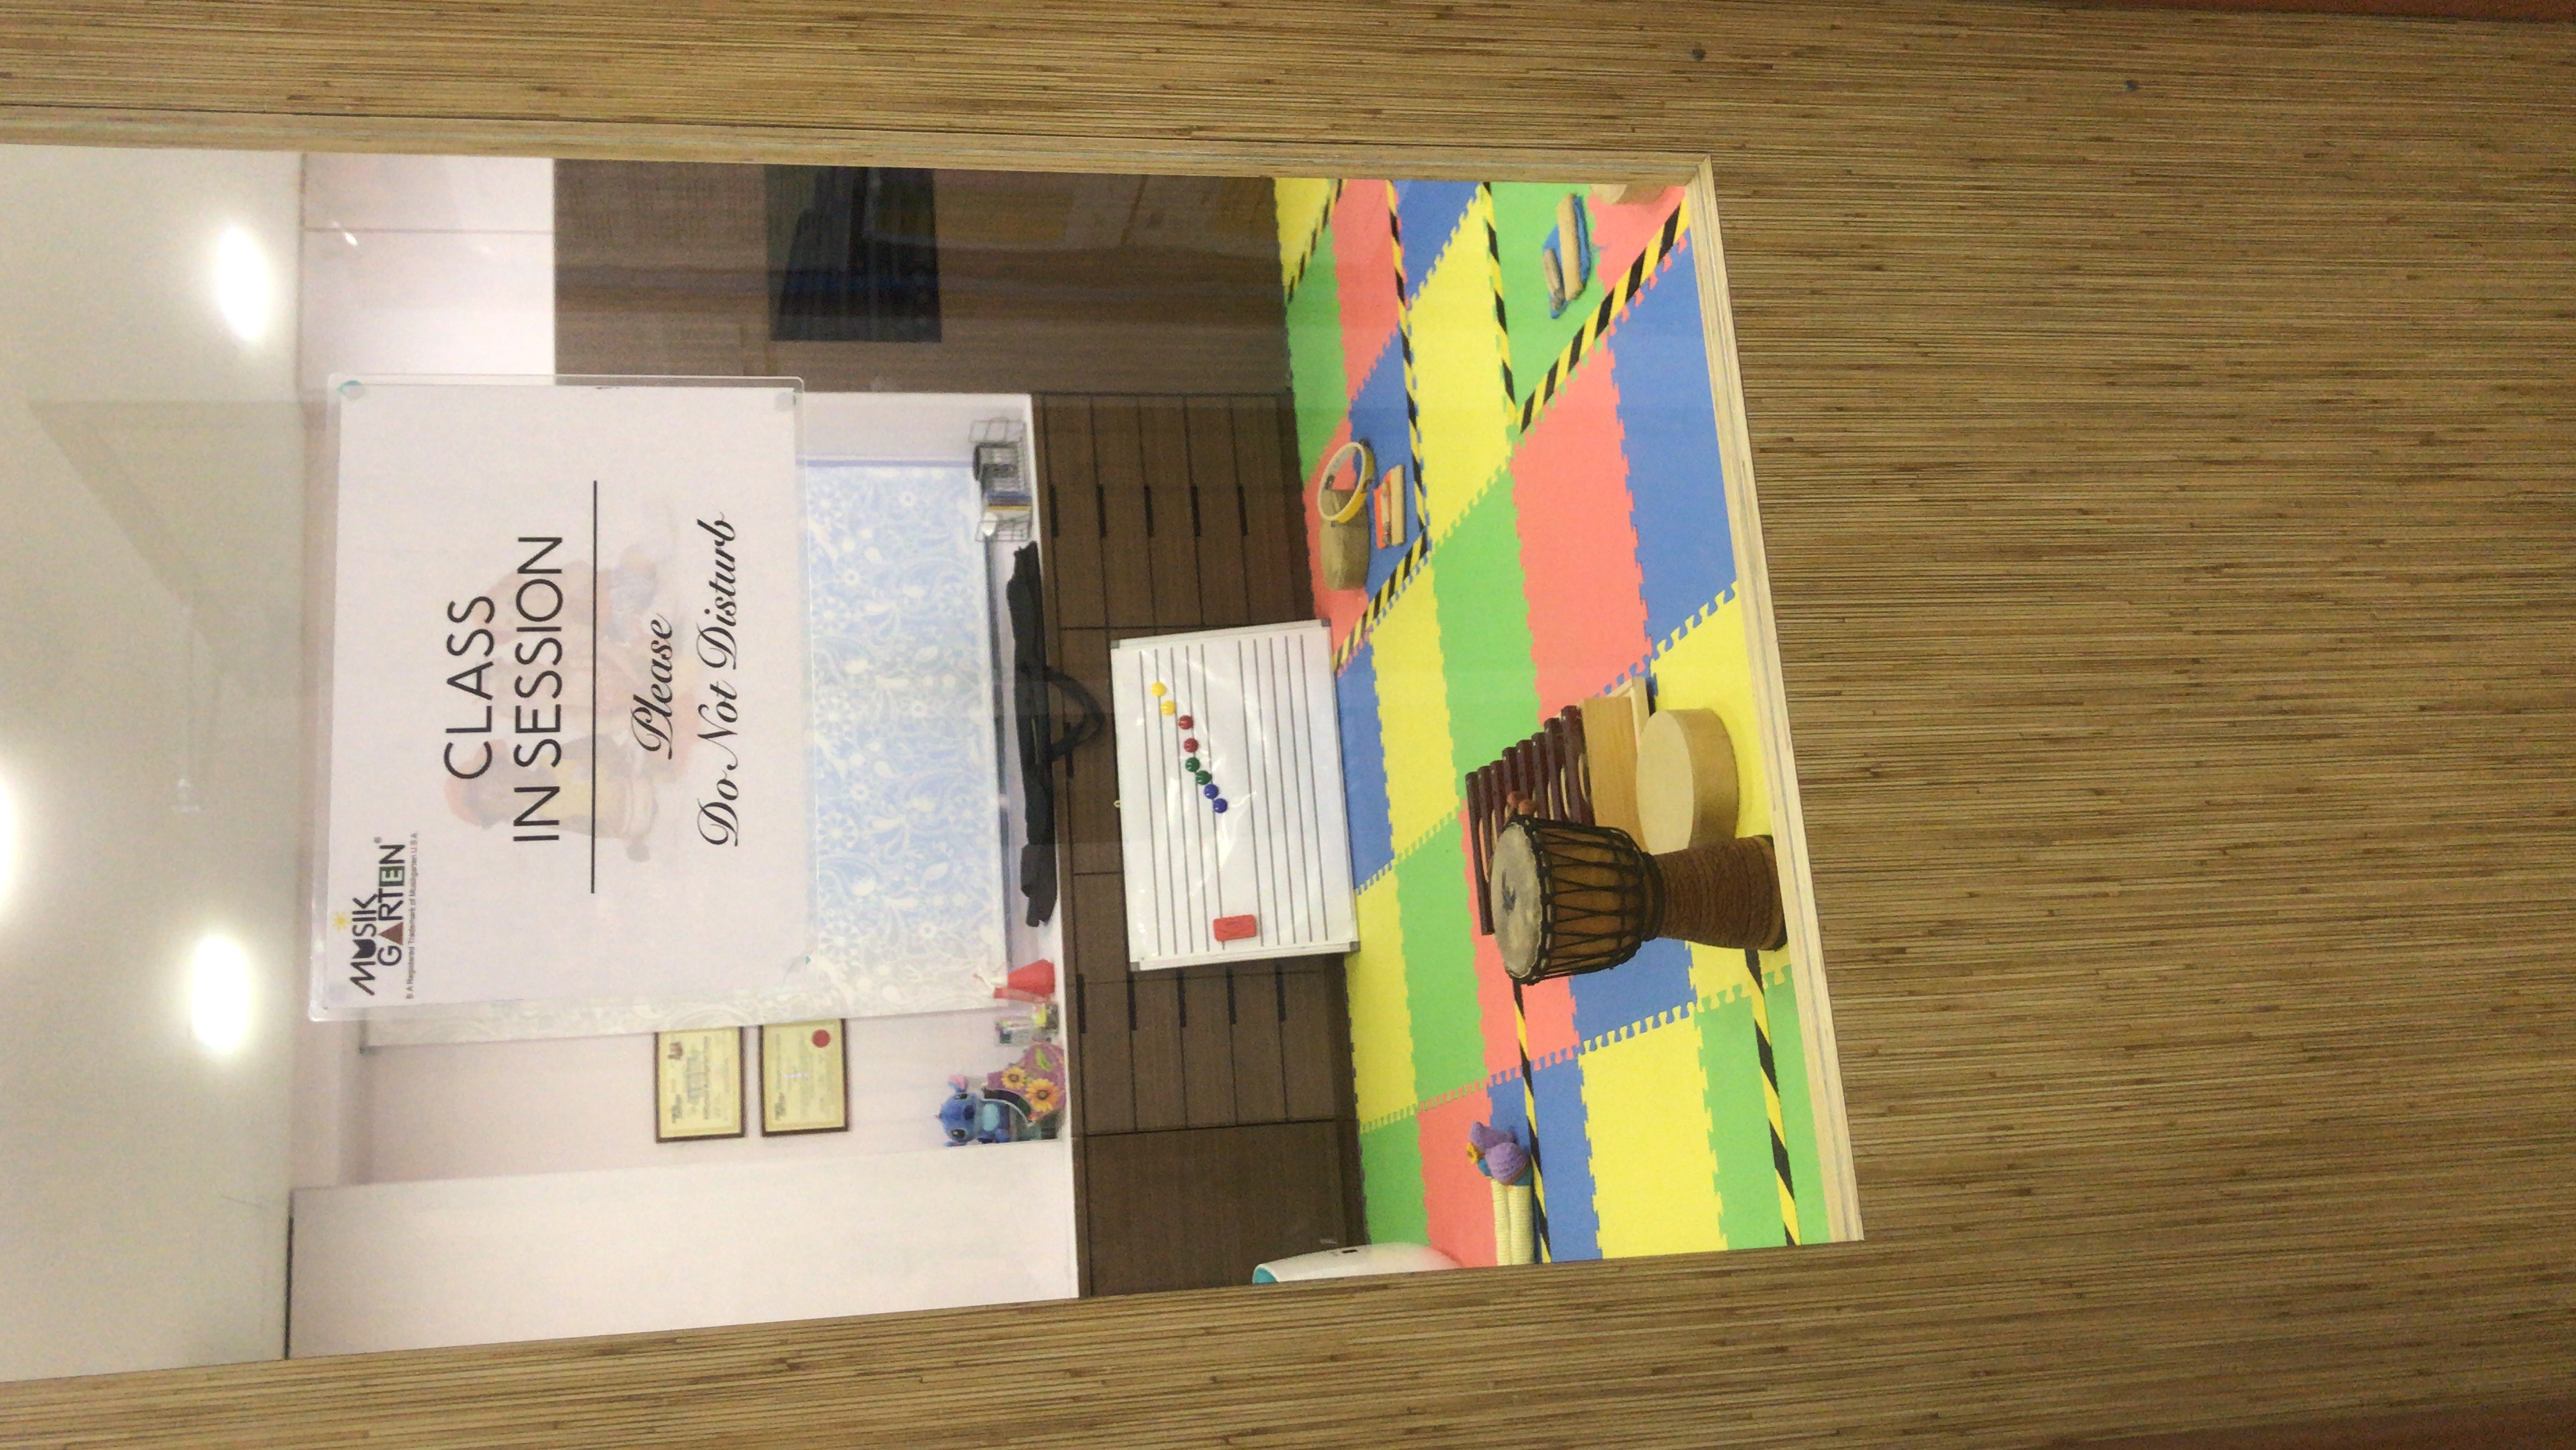 MUSIK
GARTEN®
A Registered Trademark of Musikgarten U.S.A.
CLASS
IN SESSION
Please
Do Not Disturb